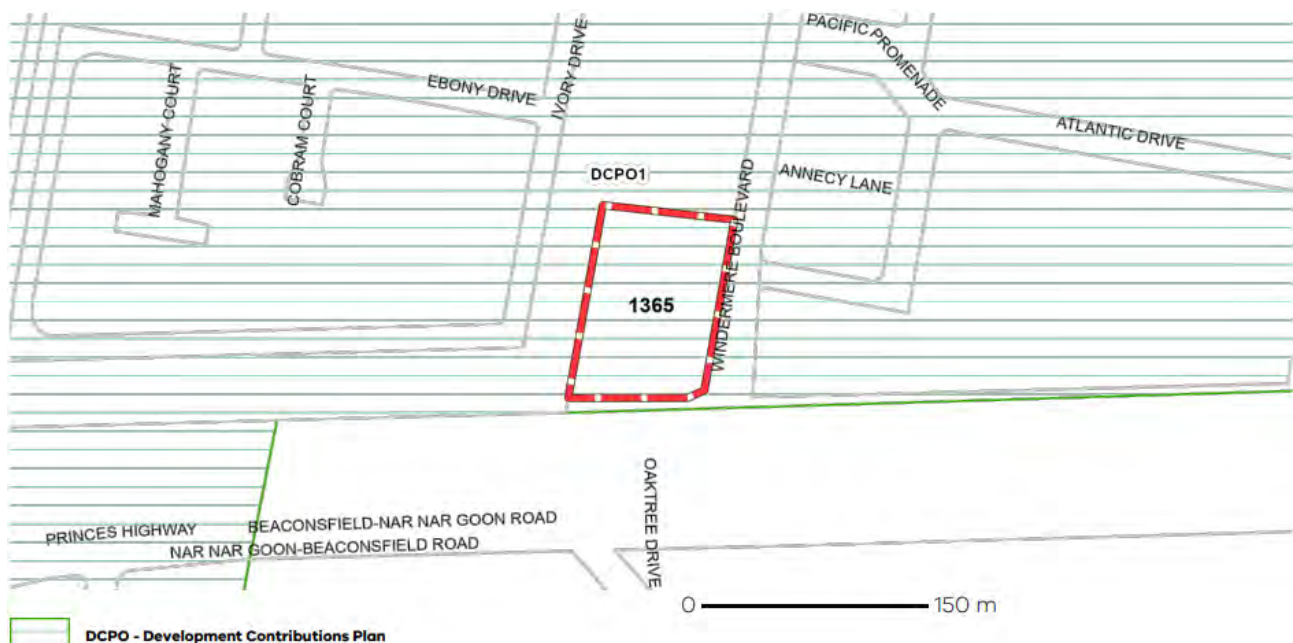 PACIFIC PROMENADE
MAHOGANY COURT
COBRAM COURT
EBONY DRIVE
IVORY DRIVE
ATLANTIC DRIVE
DCPO1
WINDERMERE BOULEVARD
ANNECY LANE
1365
OAKTREE DRIVE
PRINCES HIGHWAY
BEACONSFIELD-NAR NAR GOON ROAD
NAR NAR GOON-BEACONSFIELD ROAD
0 150 m
DCPO - Development Contributions Plan